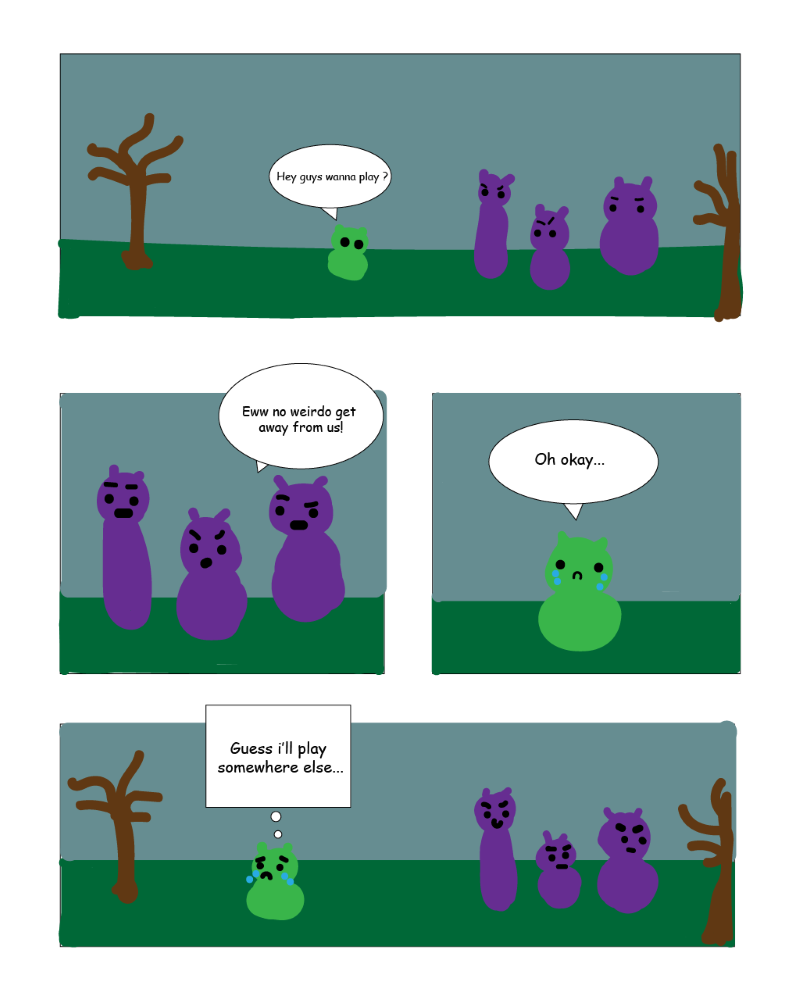 Hey guys wanna play ?
Eww no weirdo get
away from us!
Oh okay...
Guess i'll play
somewhere else...